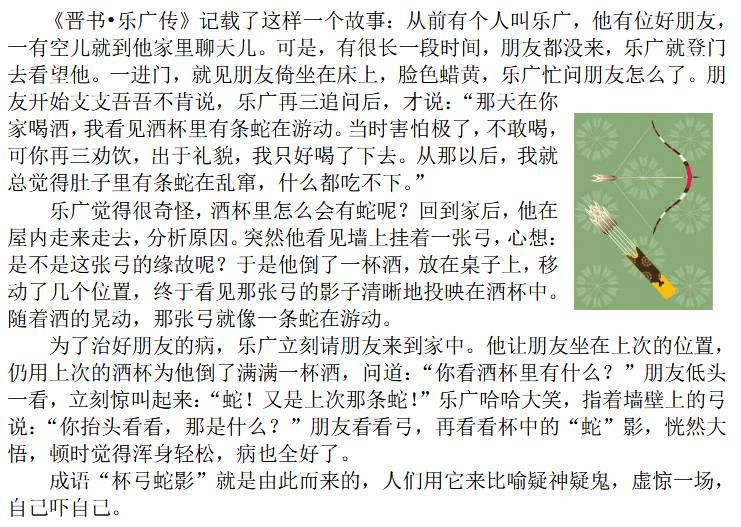 《晋书•乐广传》记载了这样一个故事：从前有个人叫乐广，他有位好朋友，
一有空儿就到他家里聊天儿。可是，有很长一段时间，朋友都没来，乐广就登门
去看望他。一进门，就见朋友倚坐在床上，脸色蜡黄，乐广忙问朋友怎么了。朋
友开始支支吾吾不肯说，乐广再三追问后，才说：“那天在你
家喝酒，我看见酒杯里有条蛇在游动。当时害怕极了，不敢喝，
可你再三劝饮，出于礼貌，我只好喝了下去。从那以后，我就
总觉得肚子里有条蛇在乱窜，什么都吃不下。”
乐广觉得很奇怪，酒杯里怎么会有蛇呢？回到家后，他在
屋内走来走去，分析原因。突然他看见墙上挂着一张弓，心想：
是不是这张弓的缘故呢？于是他倒了一杯酒，放在桌子上，移
动了几个位置，终于看见那张弓的影子清晰地投映在酒杯中。
随着酒的晃动，那张弓就像一条蛇在游动。
为了治好朋友的病，乐广立刻请朋友来到家中。他让朋友坐在上次的位置，
仍用上次的酒杯为他倒了满满一杯酒，问道：“你看酒杯里有什么？”朋友低头
一看，立刻惊叫起来：“蛇！又是上次那条蛇！”乐广哈哈大笑，指着墙壁上的弓
说：“你抬头看看，那是什么？”朋友看看弓，再看看杯中的“蛇”影，恍然大
悟，顿时觉得浑身轻松，病也全好了。
成语“杯弓蛇影”就是由此而来的，人们用它来比喻疑神疑鬼，虚惊一场，
自己吓自己。